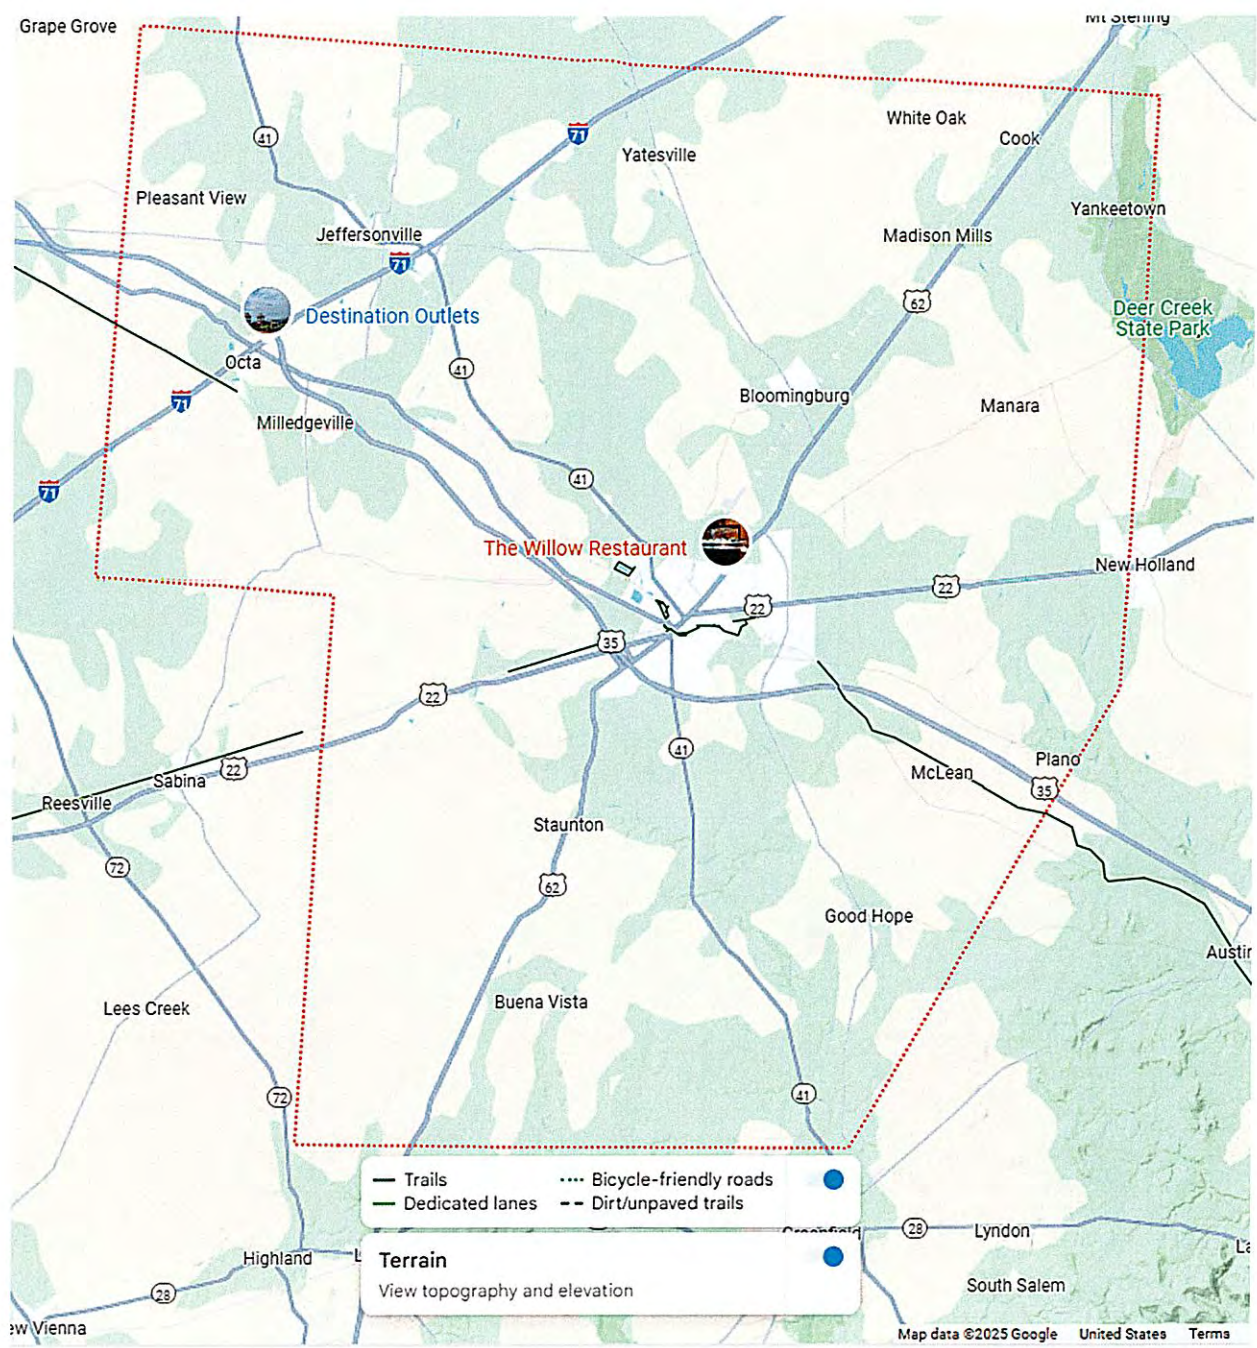 Grape Grove
Mt Sterling
41
71
White Oak
Cook
Yatesville
Pleasant View
Yankeetown
Jeffersonville
Madison Mills
71
62
Destination Outlets
Deer Creek
State Park
Octa
41
71
Bloomingburg
Manara
Milledgeville
41
71
The Willow Restaurant
New Holland
22
22
35
22
41
Sabina
22
McLean
Plano
35
Reesville
Staunton
72
62
Good Hope
Austin
Lees Creek
Buena Vista
72
41
Trails
Bicycle-friendly roads
Dedicated lanes
Dirt/unpaved trails
Greenfield
28
Lyndon
Highland
L
La
Terrain
View topography and elevation
South Salem
28
ew Vienna
Map data ©2025 Google
United States
Terms